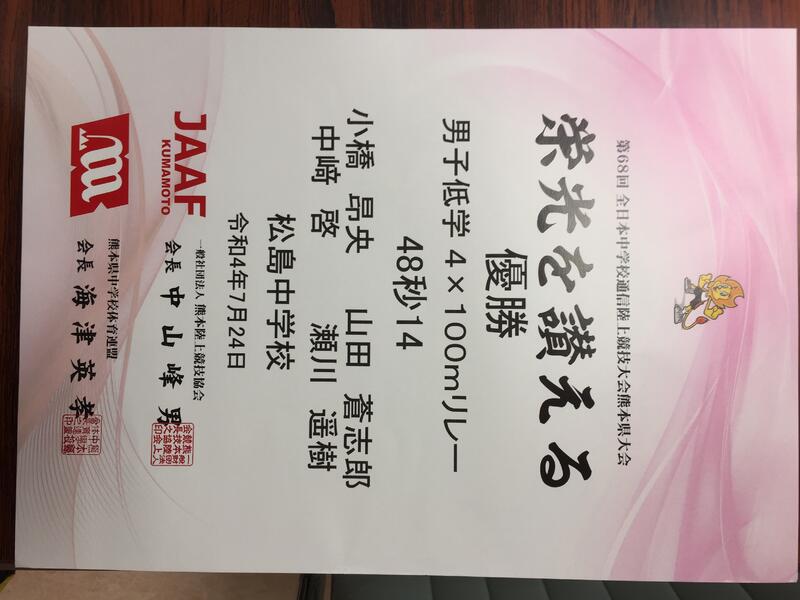 第68回 全日本中学校通信陸上競技大会熊本県大会
栄光を讃える
優勝
男子低学 4×100mリレー
48秒14
小橋 昂央 山田 蒼志郎
中﨑 啓 瀬川 遥樹
松島中学校
令和4年7月24日
JAAF
KUMAMOTO
一般社団法人 熊本陸上競技協会
会長 中山峰男
熊本県中学校体育連盟
会長 海津英孝